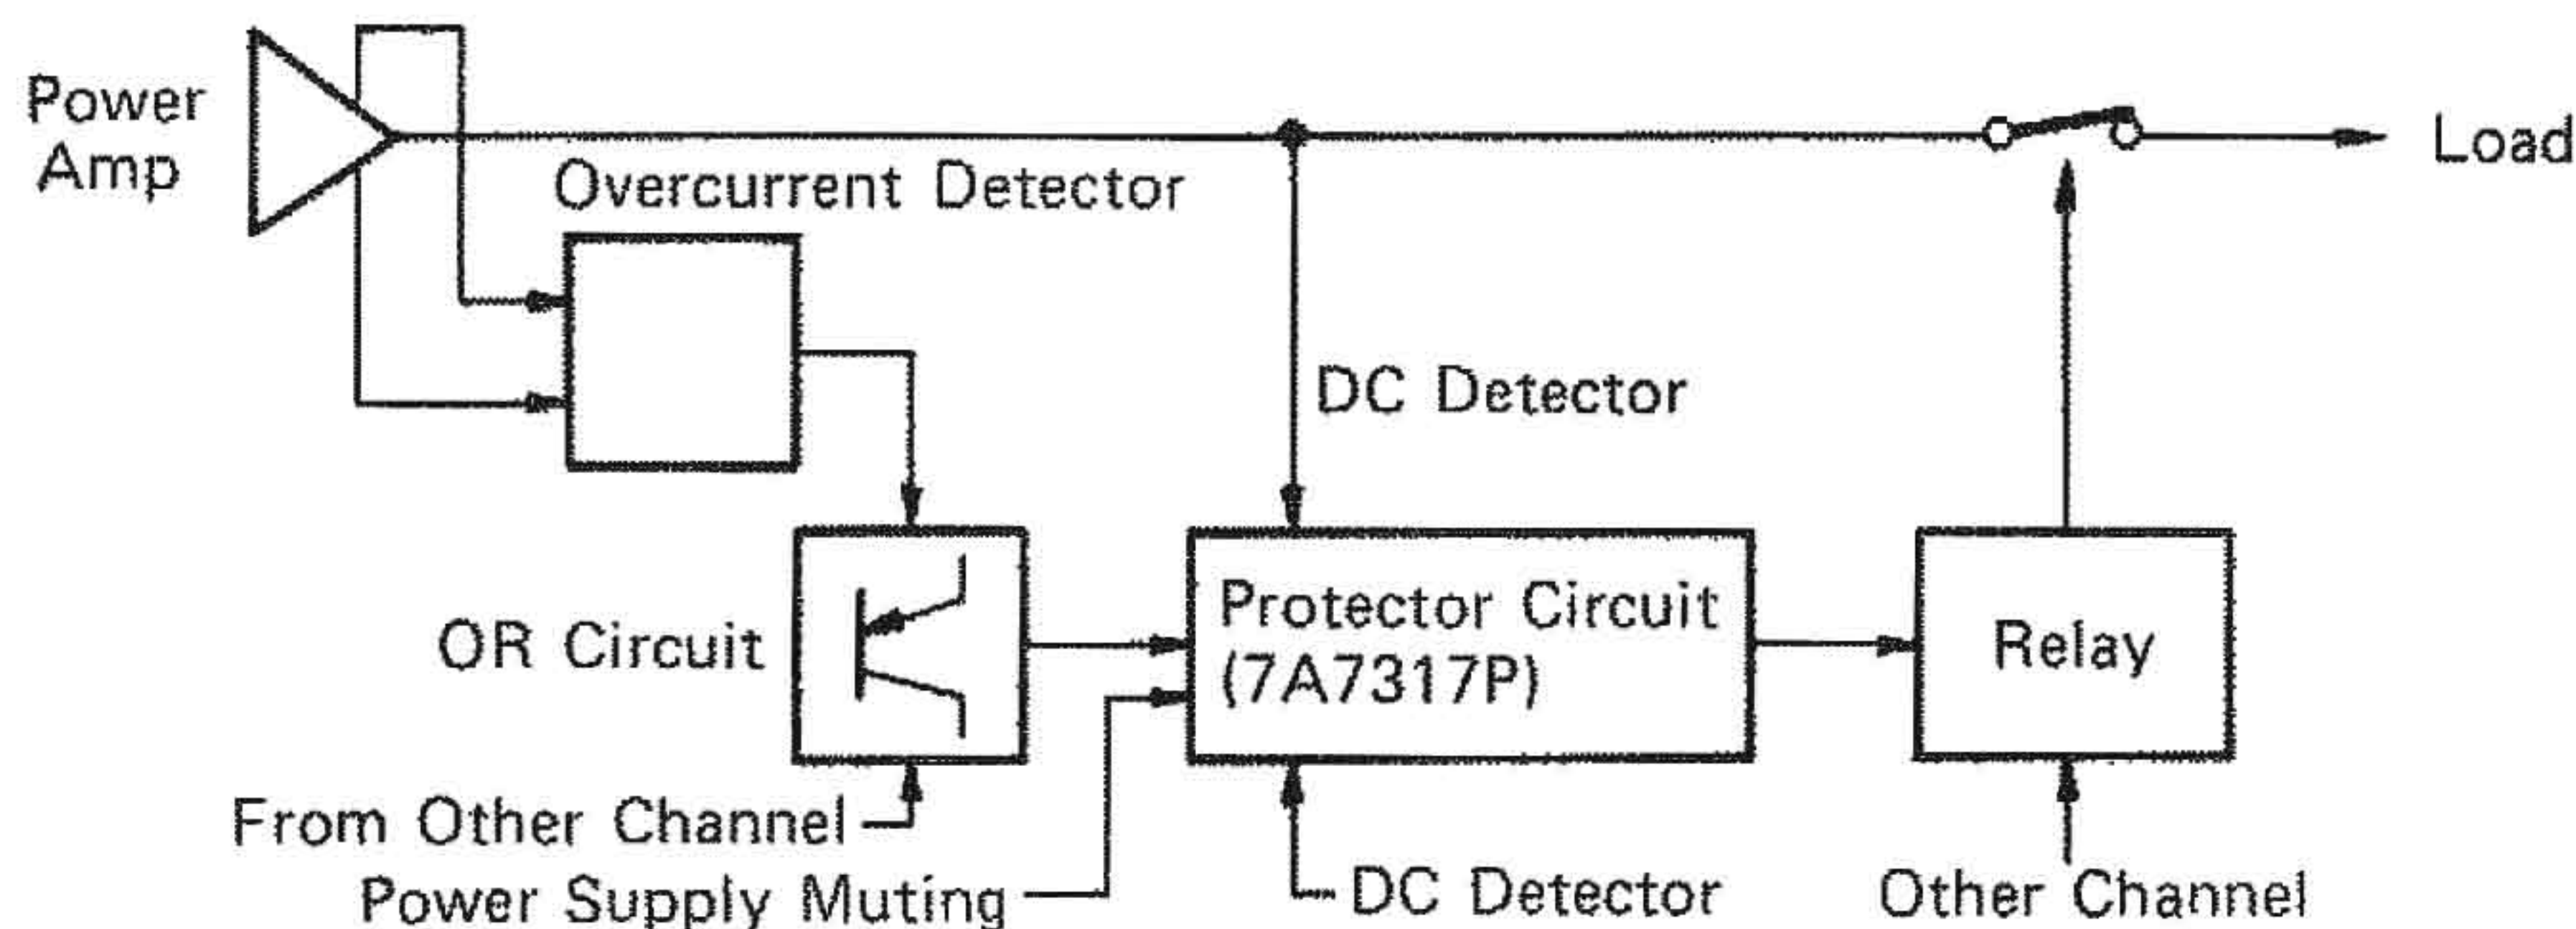 Power
Amp
Overcurrent Detector
Load
DC Detector
OR Circuit
Protector Circuit
(7A7317P)
Relay
From Other Channel
Power Supply Muting
DC Detector
Other Channel